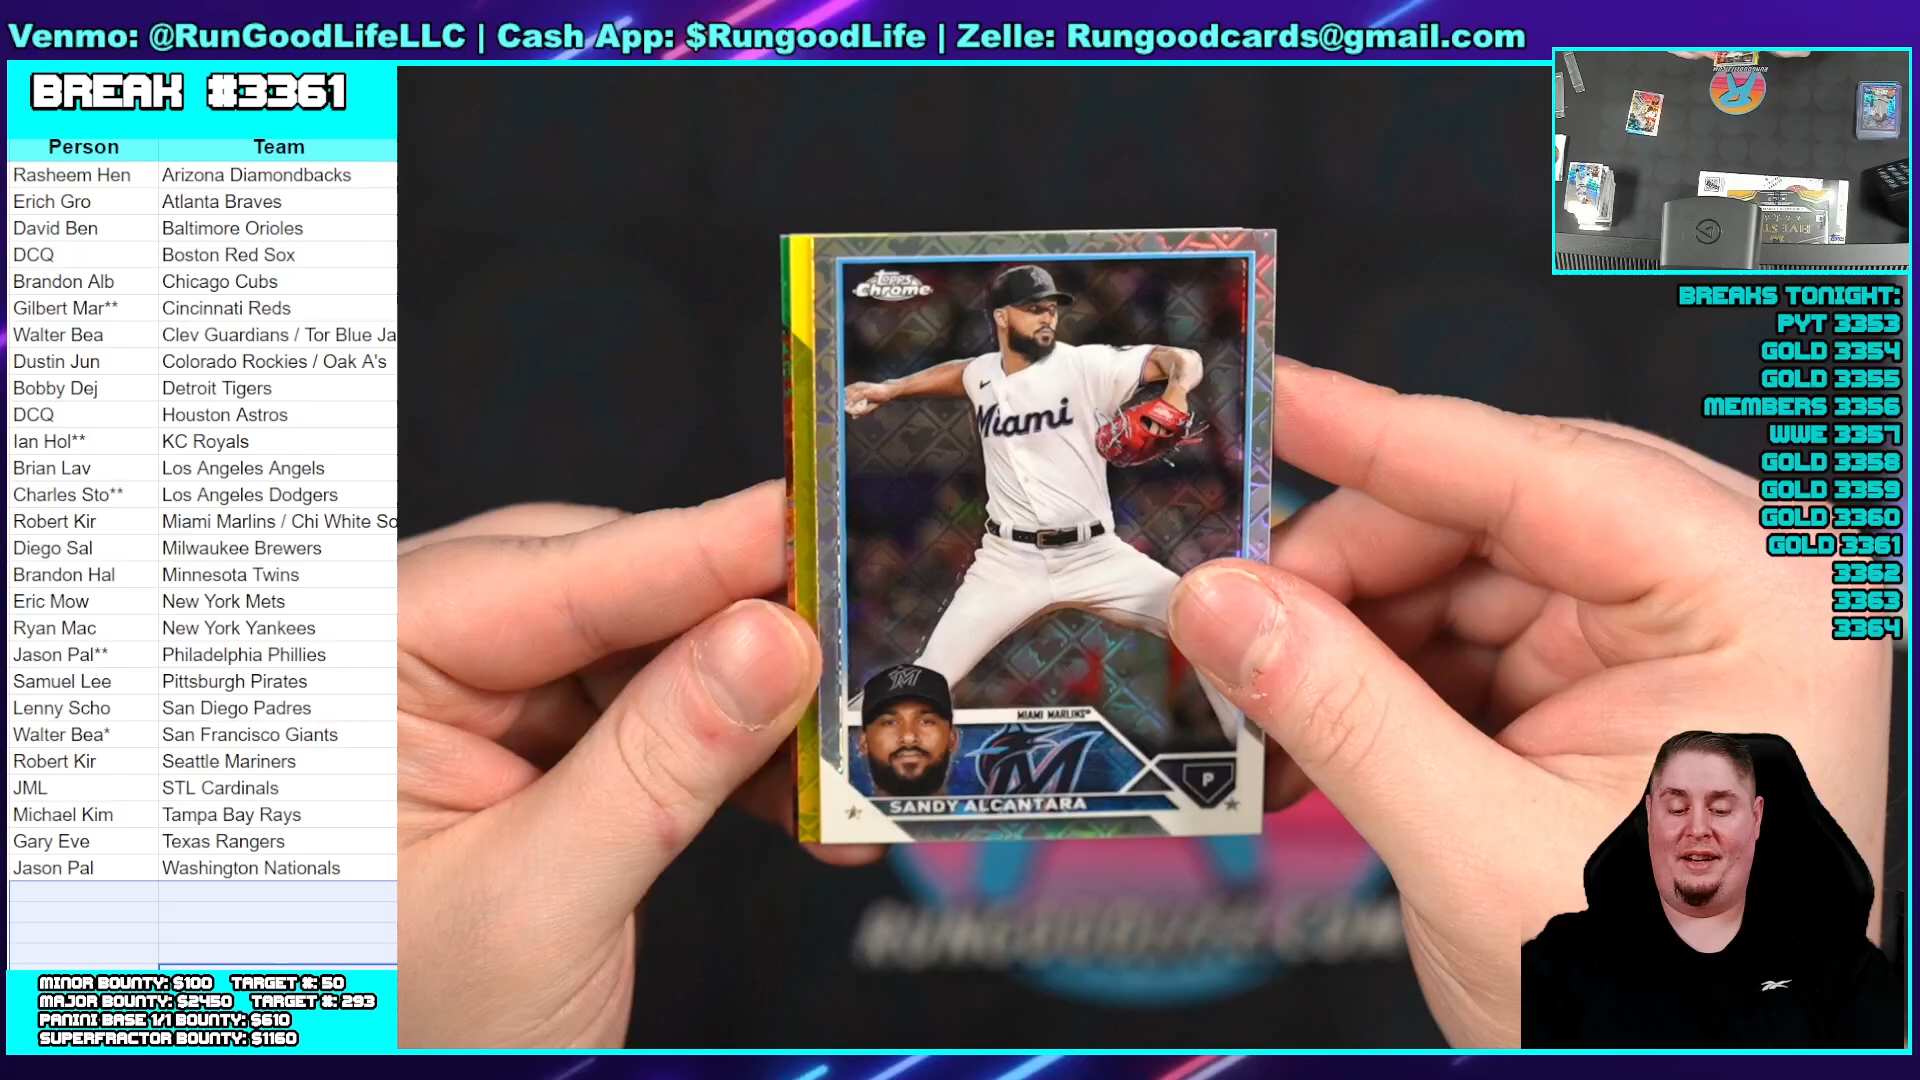 Venmo: @RunGoodLifeLLC | Cash App: $RungoodLife | Zelle: Rungoodcards@gmail.com
BREAK #3361
Person Team
Rasheem Hen Arizona Diamondbacks
Erich Gro Atlanta Braves
David Ben Baltimore Orioles
DCQ Boston Red Sox
Brandon Alb Chicago Cubs
Gilbert Mar** Cincinnati Reds
Walter Bea Clev Guardians / Tor Blue Ja
Dustin Jun Colorado Rockies / Oak A's
Bobby Dej Detroit Tigers
DCQ Houston Astros
Ian Hol** KC Royals
Brian Lav Los Angeles Angels
Charles Sto** Los Angeles Dodgers
Robert Kir Miami Marlins / Chi White So
Diego Sal Milwaukee Brewers
Brandon Hal Minnesota Twins
Eric Mow New York Mets
Ryan Mac New York Yankees
Jason Pal** Philadelphia Phillies
Samuel Lee Pittsburgh Pirates
Lenny Scho San Diego Padres
Walter Bea* San Francisco Giants
Robert Kir Seattle Mariners
JML STL Cardinals
Michael Kim Tampa Bay Rays
Gary Eve Texas Rangers
Jason Pal Washington Nationals
MINOR BOUNTY: $100 TARGET #: 50
MAJOR BOUNTY: $2450 TARGET #: 293
PANINI BASE 1/1 BOUNTY: $610
SUPERFRACTOR BOUNTY: $1160
Topps
Chrome
Miami
MIAMI MARLINS
M
SANDY ALCANTARA
P
BREAKS TONIGHT:
PYT 3353
GOLD 3354
GOLD 3355
MEMBERS 3356
WWE 3357
GOLD 3358
GOLD 3359
GOLD 3360
GOLD 3361
3362
3363
3364
RUNGOODLIFE.COM